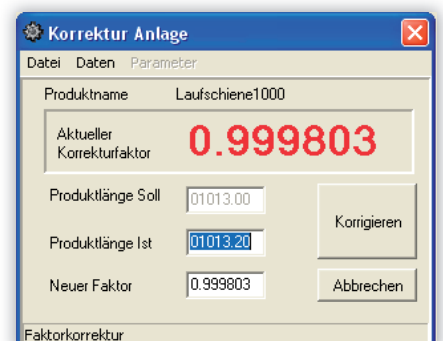 Korrektur Anlage
Datei Daten Parameter
Produktname Laufschiene1000
Aktueller
Korrekturfaktor
0.999803
Produktlänge Soll 01013.00
Produktlänge Ist 01013.20
Korrigieren
Neuer Faktor 0.999803
Abbrechen
Faktorkorrektur